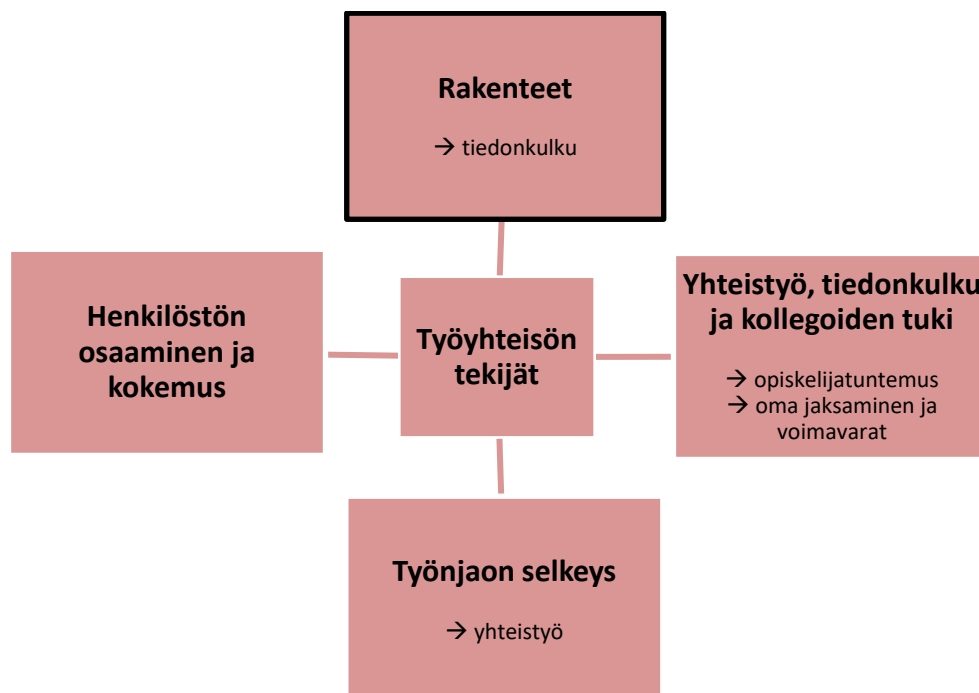 Rakenteet
→ tiedonkulku
Henkilöstön
osaaminen ja
kokemus
Työyhteisön
tekijät
Yhteistyö, tiedonkulku
ja kollegoiden tuki
→ opiskelijatuntemus
→ oma jaksaminen ja
voimavarat
Työnjaon selkeys
→ yhteistyö